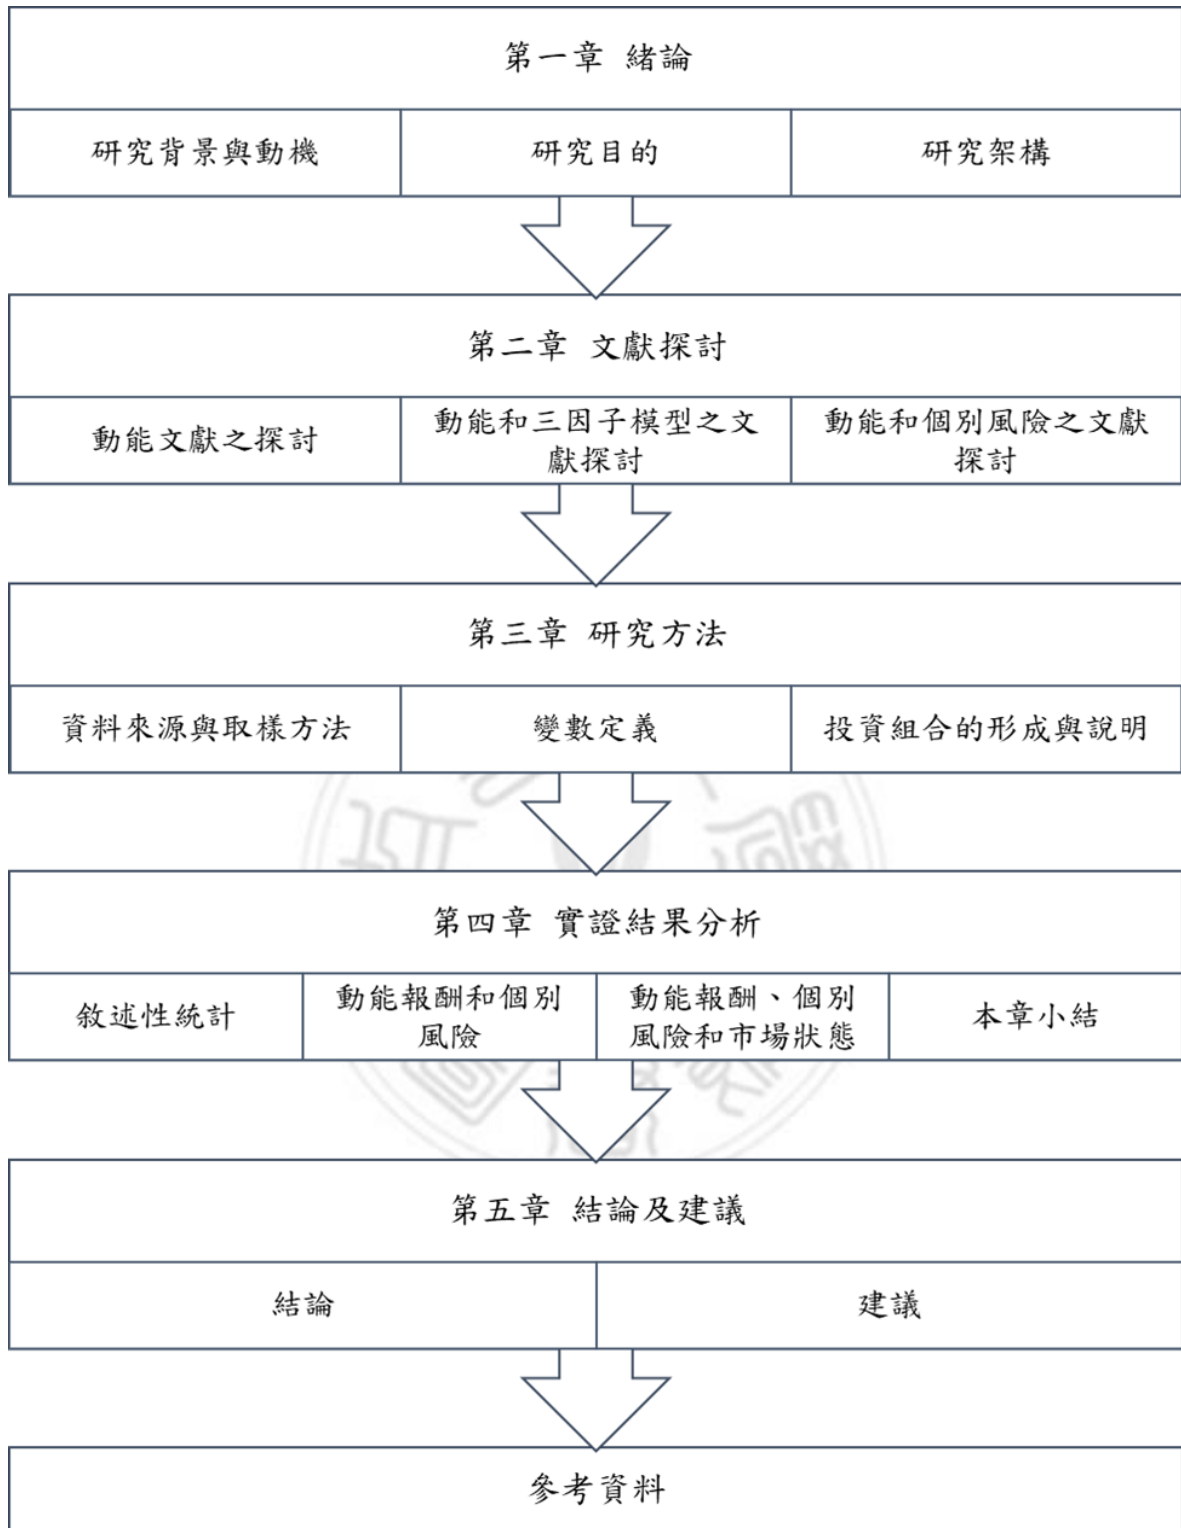 第一章 緒論
研究背景與動機
研究目的
研究架構
第二章 文獻探討
動能文獻之探討
動能和三因子模型之文
獻探討
動能和個別風險之文獻
探討
第三章 研究方法
資料來源與取樣方法
變數定義
投資組合的形成與說明
第四章 實證結果分析
敘述性統計
動能報酬和個別
風險
動能報酬、個別
風險和市場狀態
本章小結
第五章 結論及建議
結論
建議
參考資料